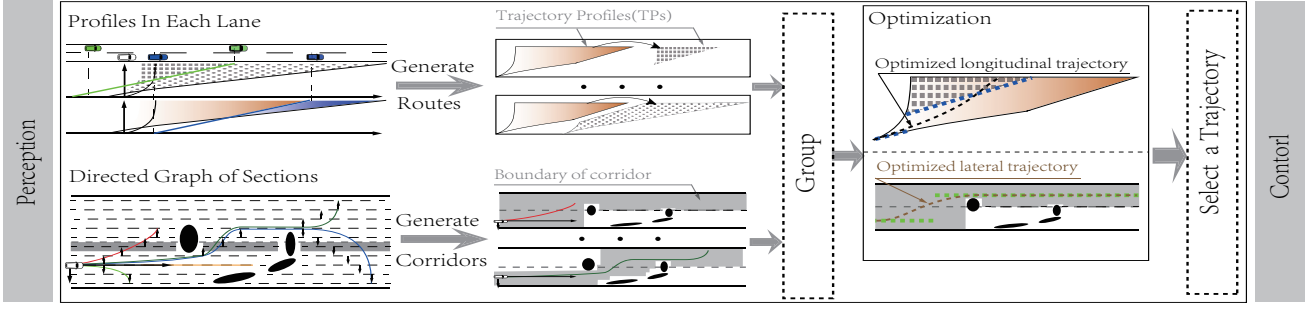 Perception
Profiles In Each Lane
Generate
Routes
Trajectory Profiles(TPs)
Directed Graph of Sections
Generate
Corridors
Boundary of corridor
Group
Optimization
Optimized longitudinal trajectory
Optimized lateral trajectory
Select a Trajectory
Contorl